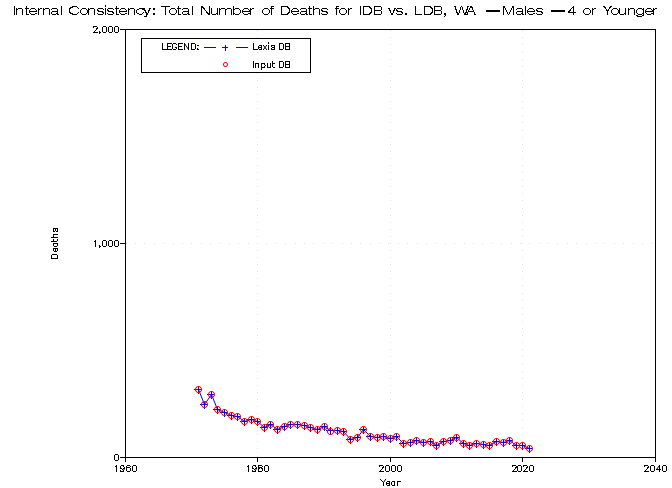 Internal Consistency: Total Number of Deaths for IDB vs. LDB, WA —Males —4 or Younger
2,000
LEGEND: Lexis DB
Input DB
Deaths
1,000
0
1960 1980 2000 2020 2040
Year